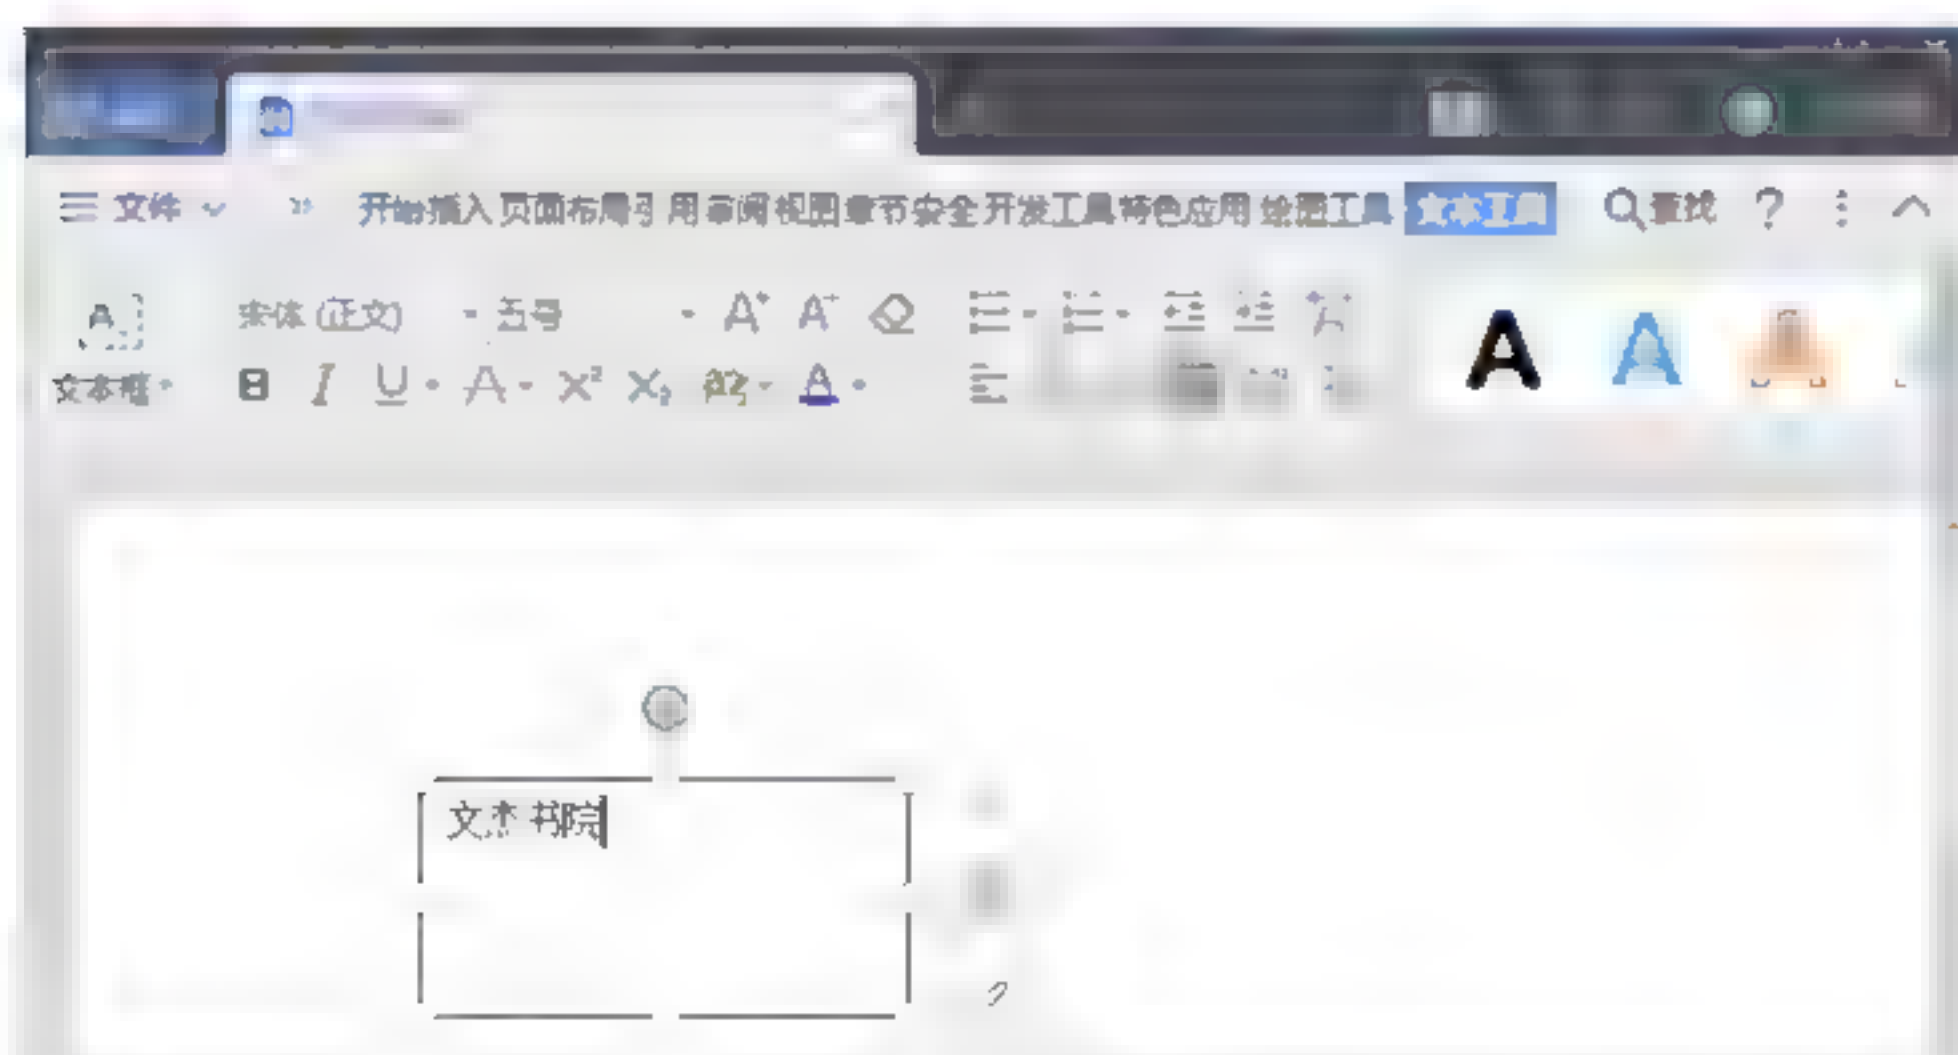 文件 开始插入页面布局引用审阅视图章节安全开发工具特色应用 绘图工具 文本工具 查找
宋体 (正文) 五号
文本框
文杰书院